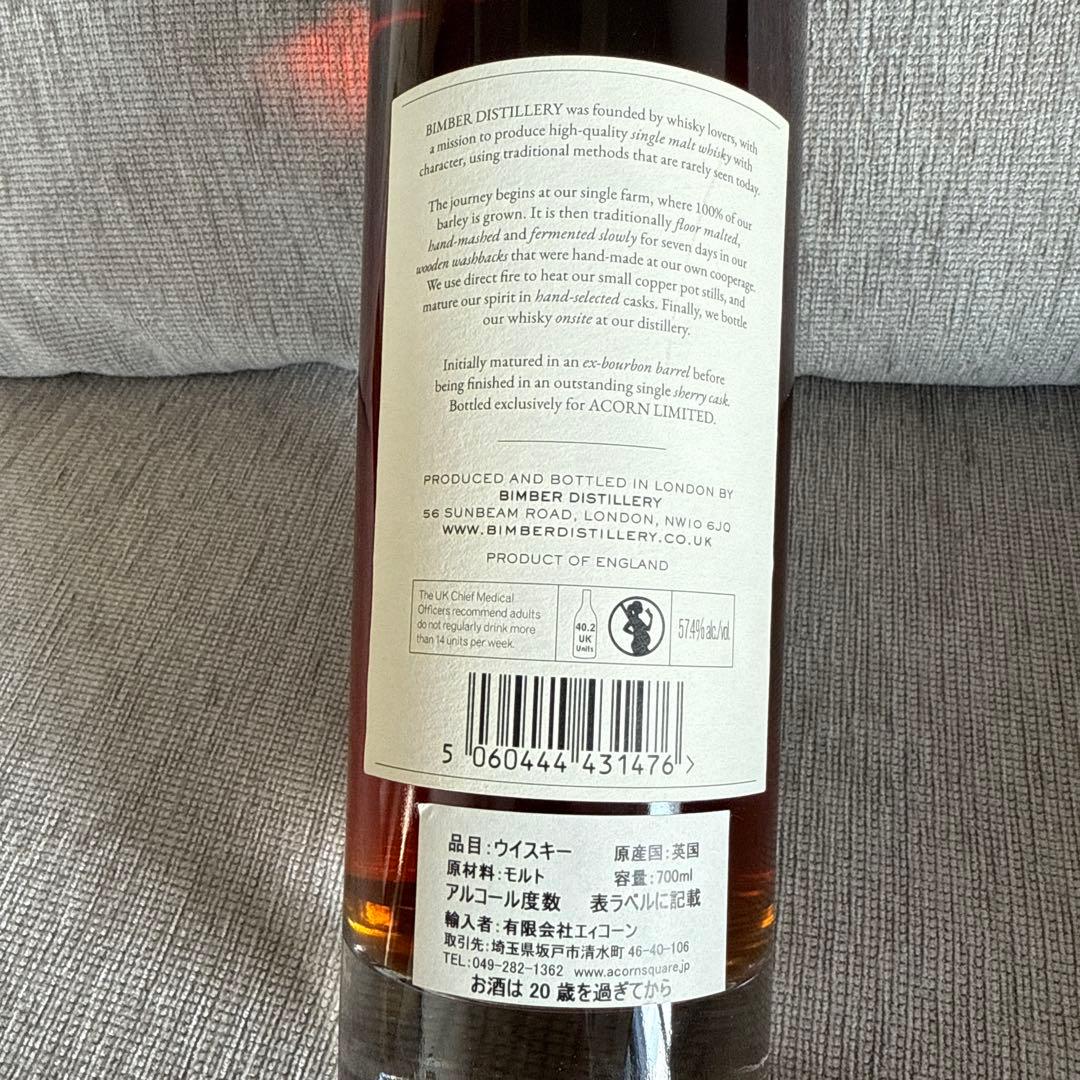 BIMBER DISTILLERY was founded by whisky lovers, with
a mission to produce high-quality single malt whisky with
character, using traditional methods that are rarely seen today.
The journey begins at our single farm, where 100% of our
barley is grown. It is then traditionally floor malted,
hand-mashed and fermented slowly for seven days in our
wooden washbacks that were hand-made at our own cooperage.
We use direct fire to heat our small copper pot stills, and
mature our spirit in hand-selected casks. Finally, we bottle
our whisky onsite at our distillery.
Initially matured in an ex-bourbon barrel before
being finished in an outstanding single sherry cask.
Bottled exclusively for ACORN LIMITED.
PRODUCED AND BOTTLED IN LONDON BY
BIMBER DISTILLERY
56 SUNBEAM ROAD, LONDON, NW10 6JQ
WWW.BIMBERDISTILLERY.CO.UK
PRODUCT OF ENGLAND
The UK Chief Medical
Officers recommend adults
do not regularly drink more
than 14 units per week.
40.2
UK
Units
57.4% alc/vol.
5 060444 431476 >
品目:ウイスキー 原産国:英国
原材料:モルト 容量:700ml
アルコール度数 表ラベルに記載
輸入者:有限会社エィコーン
取引先:埼玉県坂戸市清水町 46-40-106
TEL:049-282-1362 www.acornsquare.jp
お酒は 20 歳を過ぎてから